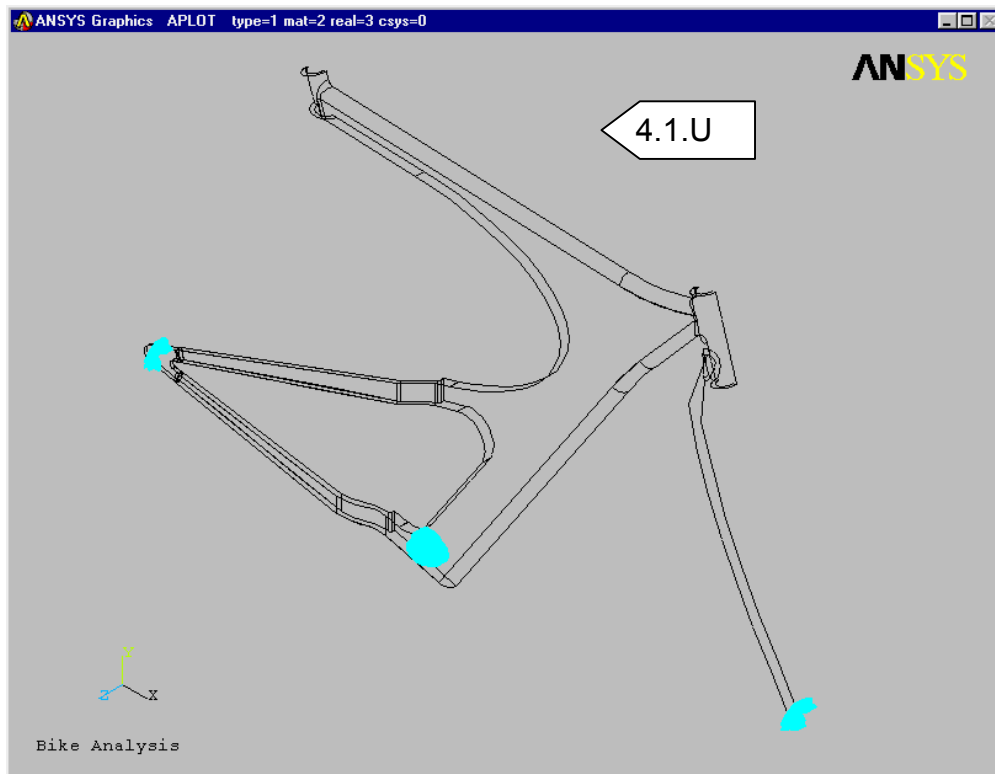 ANSYS Graphics APLOT type=1 mat=2 real=3 csys=0
ANSYS
4.1.U
Y
Z X
Bike Analysis